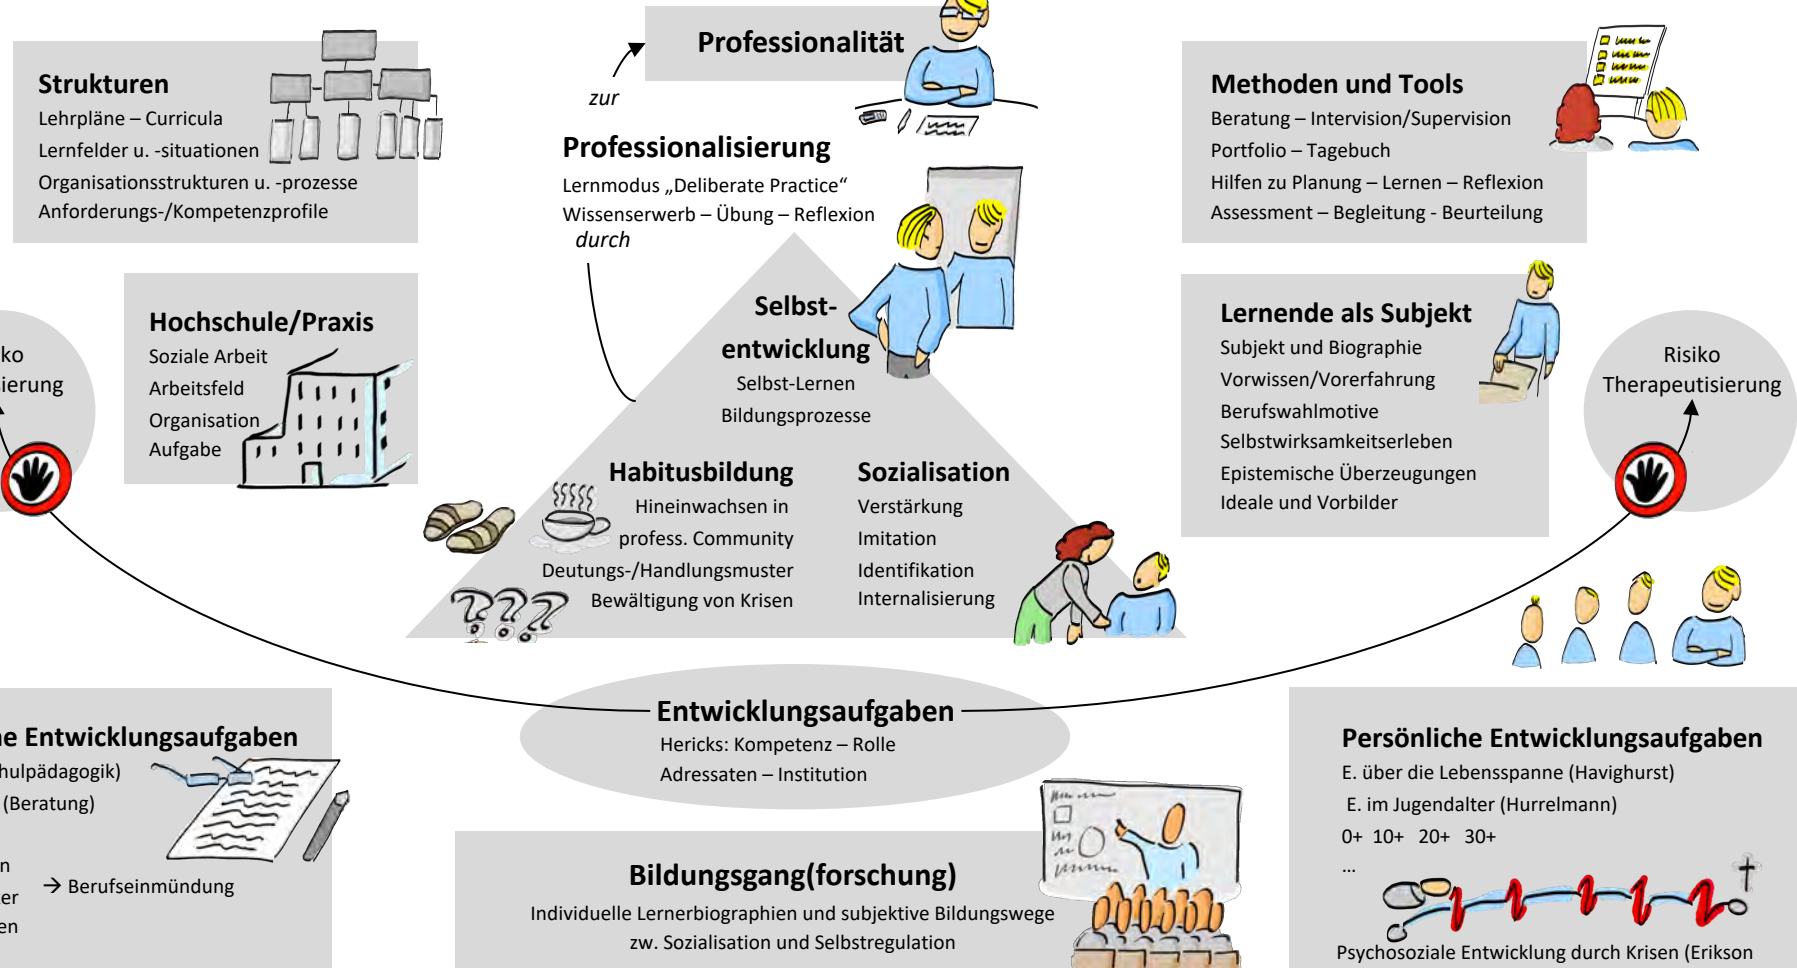 Strukturen
Lehrpläne – Curricula
Lernfelder u. -situationen
Organisationsstrukturen u. -prozesse
Anforderungs-/Kompetenzprofile
Professionalität
zur
Professionalisierung
Lernmodus „Deliberate Practice“
Wissenserwerb – Übung – Reflexion
durch
Methoden und Tools
Beratung – Intervision/Supervision
Portfolio – Tagebuch
Hilfen zu Planung – Lernen – Reflexion
Assessment – Begleitung - Beurteilung
ko
sierung
Hochschule/Praxis
Soziale Arbeit
Arbeitsfeld
Organisation
Aufgabe
Selbst-
entwicklung
Selbst-Lernen
Bildungsprozesse
Habitusbildung
Hineinwachsen in
profess. Community
Deutungs-/Handlungsmuster
Bewältigung von Krisen
Sozialisation
Verstärkung
Imitation
Identifikation
Internalisierung
Lernende als Subjekt
Subjekt und Biographie
Vorwissen/Vorerfahrung
Berufswahlmotive
Selbstwirksamkeitserleben
Epistemische Überzeugungen
Ideale und Vorbilder
Risiko
Therapeutisierung
???
Entwicklungsaufgaben
Hericks: Kompetenz – Rolle
Adressaten – Institution
e Entwicklungsaufgaben
hulpädagogik)
(Beratung)
n
er
en
→ Berufseinmündung
Bildungsgang(forschung)
Individuelle Lernerbiographien und subjektive Bildungswege
zw. Sozialisation und Selbstregulation
Persönliche Entwicklungsaufgaben
E. über die Lebensspanne (Havighurst)
E. im Jugendalter (Hurrelmann)
0+ 10+ 20+ 30+
...
Psychosoziale Entwicklung durch Krisen (Erikson